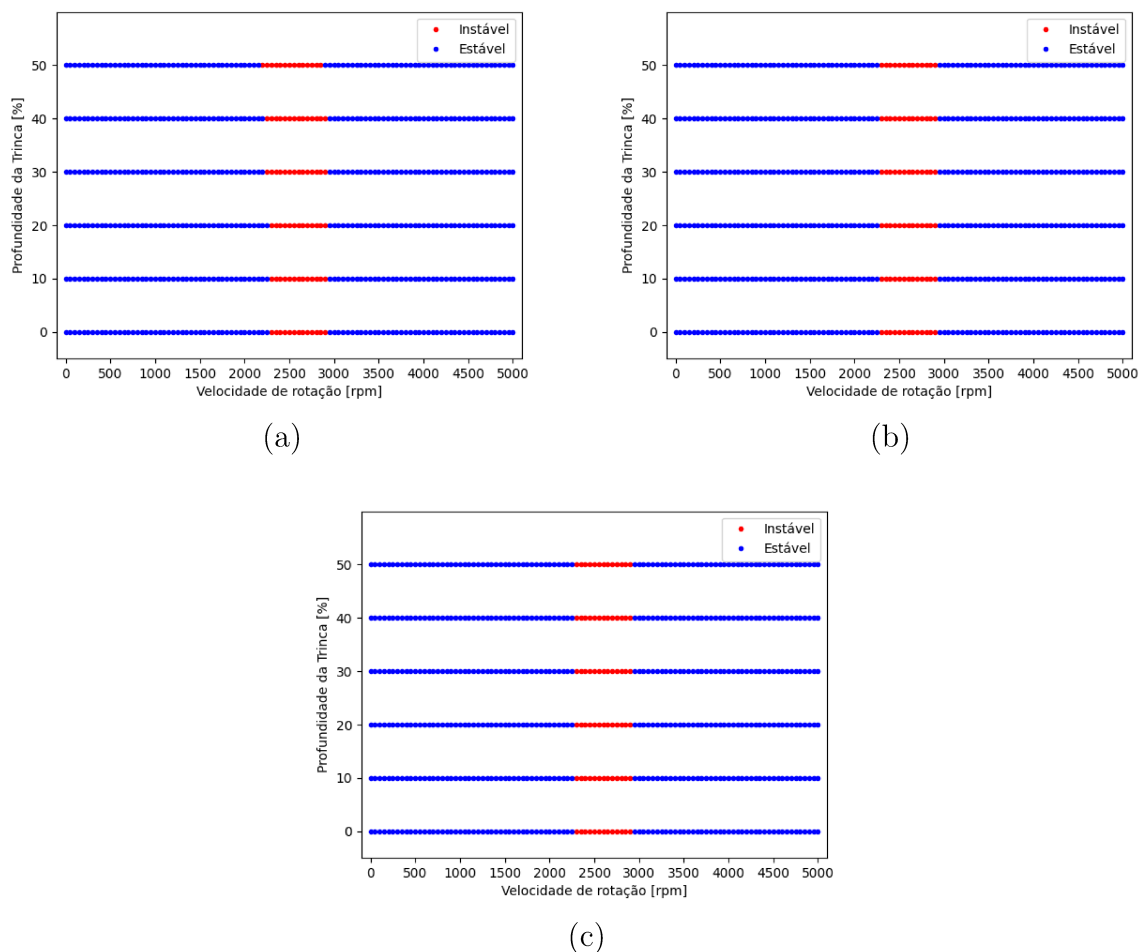 Instável
Estável
Profundidade da Trinca [%]
50
40
30
20
10
0
0 500 1000 1500 2000 2500 3000 3500 4000 4500 5000
Velocidade de rotação [rpm]
(a)
Instável
Estável
Profundidade da Trinca [%]
50
40
30
20
10
0
0 500 1000 1500 2000 2500 3000 3500 4000 4500 5000
Velocidade de rotação [rpm]
(b)
Instável
Estável
Profundidade da Trinca [%]
50
40
30
20
10
0
0 500 1000 1500 2000 2500 3000 3500 4000 4500 5000
Velocidade de rotação [rpm]
(c)